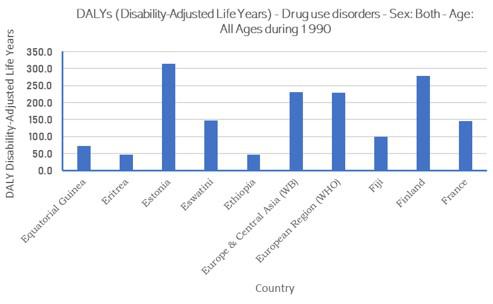 DALYs (Disability-Adjusted Life Years) - Drug use disorders - Sex: Both - Age:
All Ages during 1990
DALY Disability-Adjusted Life Years
350.0
300.0
250.0
200.0
150.0
100.0
50.0
0.0
Equatorial Guinea
Eritrea
Estonia
Eswatini
Ethiopia
Europe & Central Asia (WB)
European Region (WHO)
Fiji
Finland
France
Country